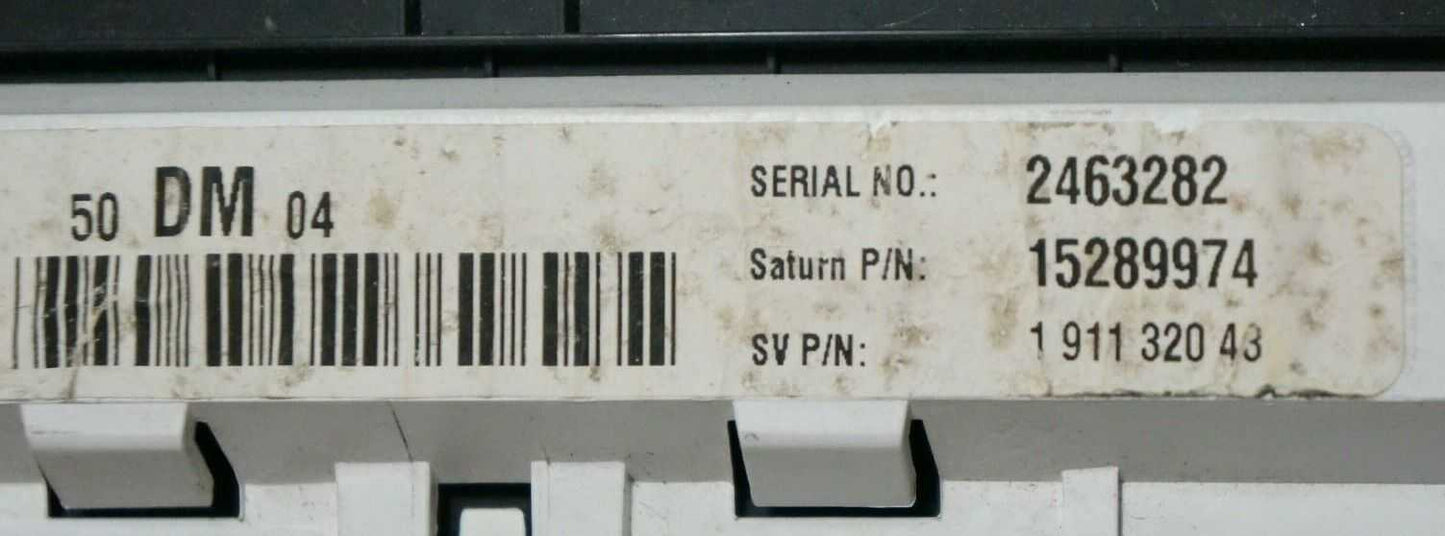 50 DM 04
SERIAL NO.: 2463282
Saturn P/N: 15289974
SV P/N: 1 911 320 43